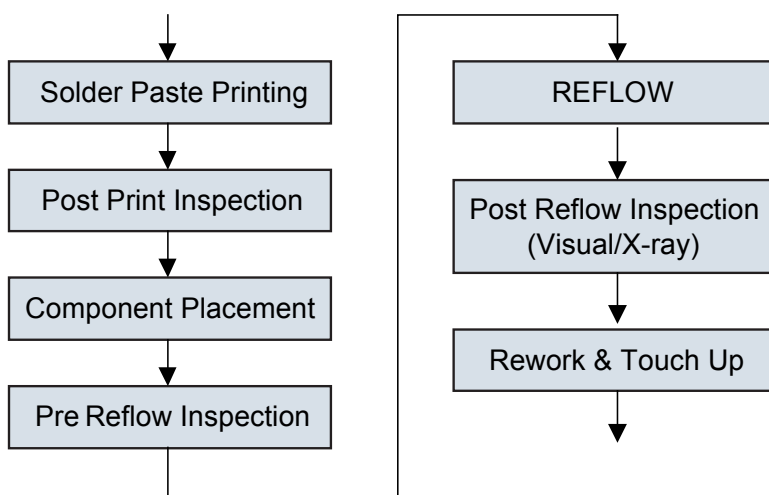 Solder Paste Printing
Post Print Inspection
Component Placement
Pre Reflow Inspection
REFLOW
Post Reflow Inspection
(Visual/X-ray)
Rework & Touch Up